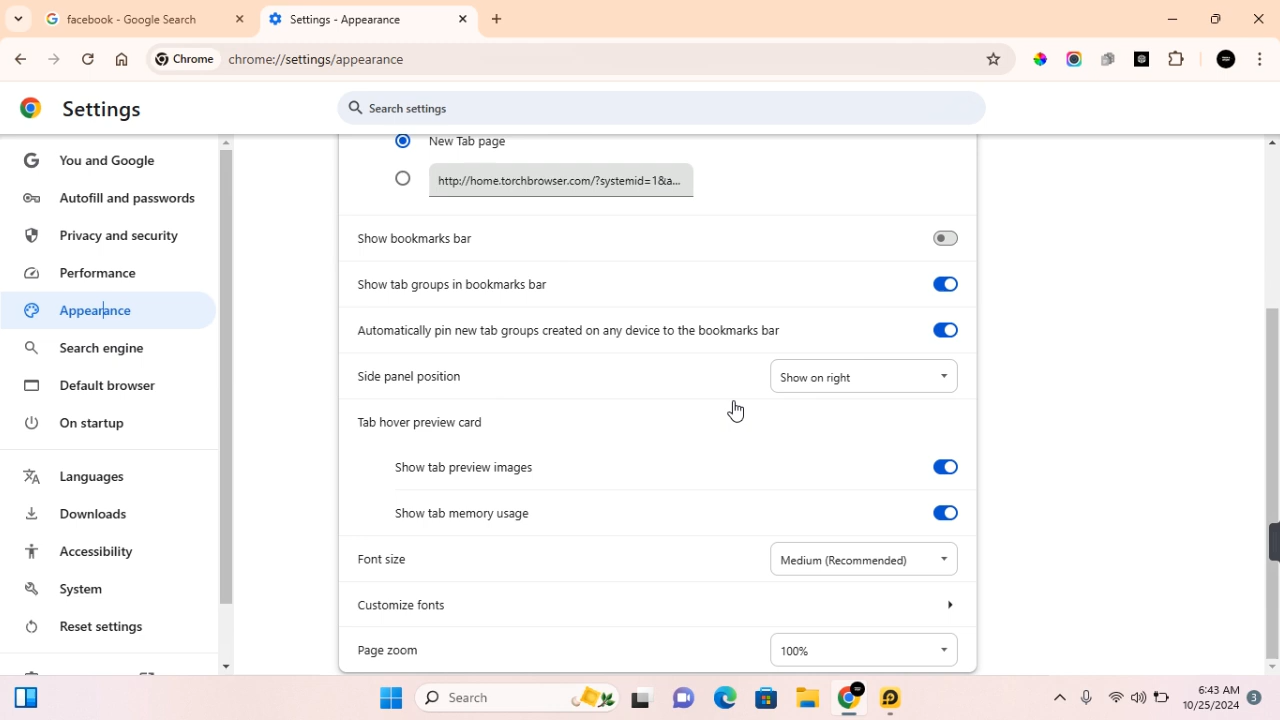 facebook - Google Search
Settings - Appearance
Chrome
chrome://settings/appearance
Settings
Search settings
You and Google
Autofill and passwords
Privacy and security
Performance
Appearance
Search engine
Default browser
On startup
Languages
Downloads
Accessibility
System
Reset settings
New Tab page
http://home.torchbrowser.com/?systemid=1&a...
Show bookmarks bar
Show tab groups in bookmarks bar
Automatically pin new tab groups created on any device to the bookmarks bar
Side panel position
Show on right
Tab hover preview card
Show tab preview images
Show tab memory usage
Font size
Medium (Recommended)
Customize fonts
Page zoom
100%
Search
6:43 AM
10/25/2024
3